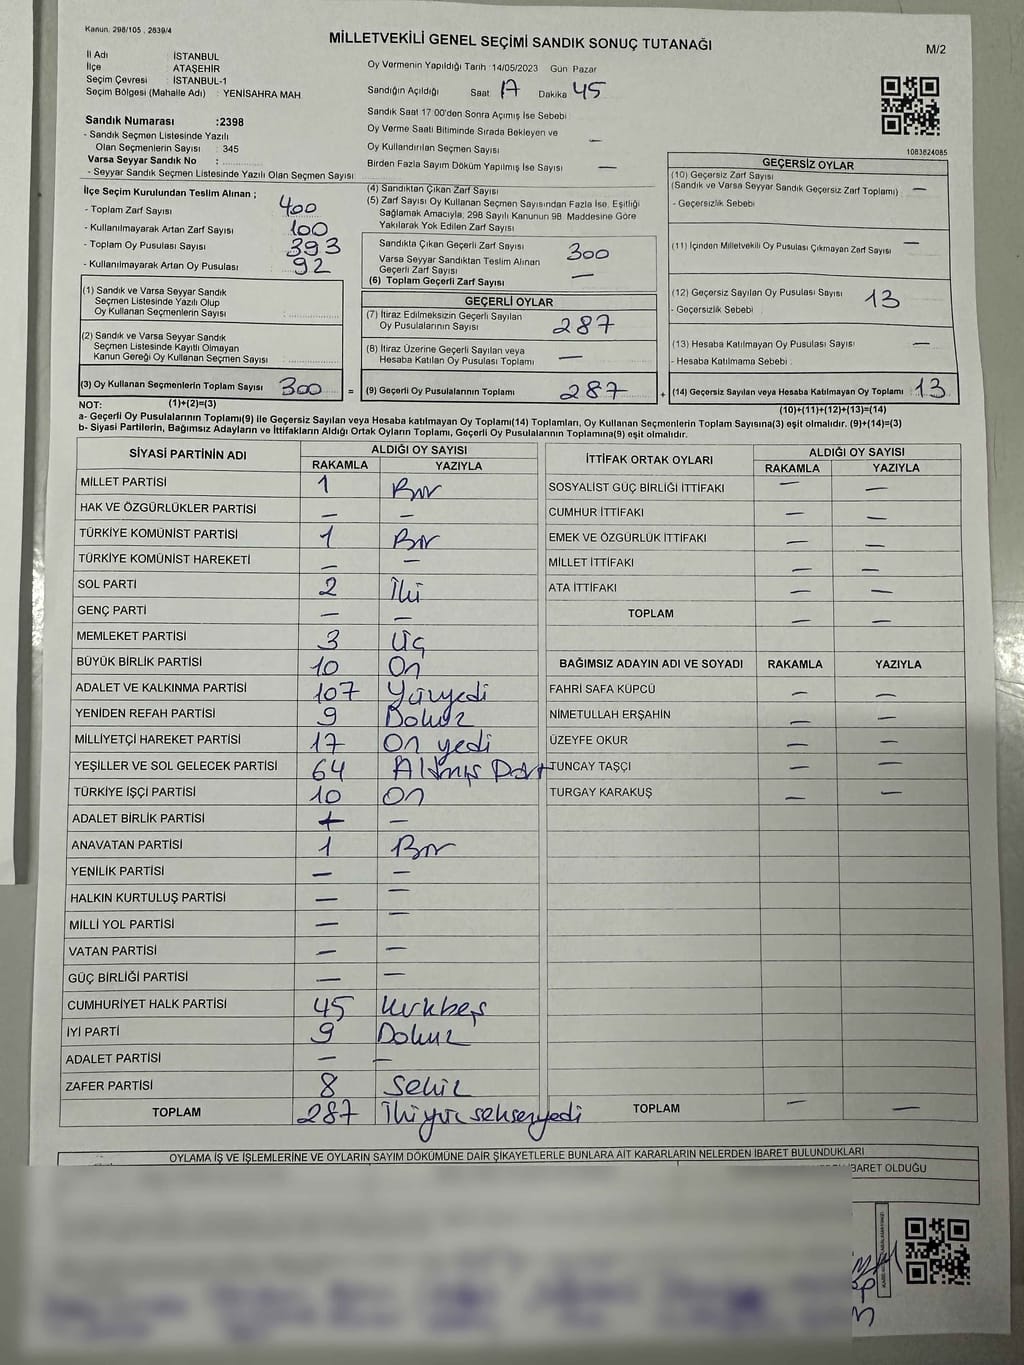 Kanun. 298/105 , 2839/4
MİLLETVEKİLİ GENEL SEÇİMİ SANDIK SONUÇ TUTANAĞI
M/2
İl Adı İSTANBUL
İlçe ATAŞEHİR
Seçim Çevresi İSTANBUL-1
Seçim Bölgesi (Mahalle Adı) : YENİSAHRA MAH.
Oy Vermenin Yapıldığı Tarih :14/05/2023 Gün Pazar
Sandığın Açıldığı Saat 17 Dakika 45
Sandık Saat 17:00'den Sonra Açımış İse Sebebi
Oy Verme Saati Bitiminde Sırada Bekleyen ve
Oy Kullandırılan Seçmen Sayısı —
Birden Fazla Sayım Döküm Yapılmış İse Sayısı —
Sandık Numarası :2398
- Sandık Seçmen Listesinde Yazılı
Olan Seçmenlerin Sayısı : 345
Varsa Seyyar Sandık No :
- Seyyar Sandık Seçmen Listesinde Yazılı Olan Seçmen Sayısı
1083824085
İlçe Seçim Kurulundan Teslim Alınan ;
- Toplam Zarf Sayısı 400
- Kullanılmayarak Artan Zarf Sayısı 100
- Toplam Oy Pusulası Sayısı 393
- Kullanılmayarak Artan Oy Pusulası 92
(1) Sandık ve Varsa Seyyar Sandık
Seçmen Listesinde Yazılı Olup
Oy Kullanan Seçmenlerin Sayısı :
(2) Sandık ve Varsa Seyyar Sandık
Seçmen Listesinde Kayıtlı Olmayan
Kanun Gereği Oy Kullanan Seçmen Sayısı :
(3) Oy Kullanan Seçmenlerin Toplam Sayısı 300 =
(4) Sandıktan Çıkan Zarf Sayısı
(5) Zarf Sayısı Oy Kullanan Seçmen Sayısından Fazla İse, Eşitliği
Sağlamak Amacıyla, 298 Sayılı Kanunun 98. Maddesine Göre
Yakılarak Yok Edilen Zarf Sayısı
Sandıkta Çıkan Geçerli Zarf Sayısı 300
Varsa Seyyar Sandıktan Teslim Alınan
Geçerli Zarf Sayısı —
(6) Toplam Geçerli Zarf Sayısı
GEÇERLİ OYLAR
(7) İtiraz Edilmeksizin Geçerli Sayılan
Oy Pusulalarının Sayısı 287
(8) İtiraz Üzerine Geçerli Sayılan veya
Hesaba Katılan Oy Pusulası Toplamı —
(9) Geçerli Oy Pusulalarının Toplamı 287 +
GEÇERSİZ OYLAR
(10) Geçersiz Zarf Sayısı
(Sandık ve Varsa Seyyar Sandık Geçersiz Zarf Toplamı) —
- Geçersizlik Sebebi
(11) İçinden Milletvekili Oy Pusulası Çıkmayan Zarf Sayısı —
(12) Geçersiz Sayılan Oy Pusulası Sayısı 13
- Geçersizlik Sebebi
(13) Hesaba Katılmayan Oy Pusulası Sayısı —
- Hesaba Katılmama Sebebi :
(14) Geçersiz Sayılan veya Hesaba Katılmayan Oy Toplamı : 13
NOT: (1)+(2)=(3) (10)+(11)+(12)+(13)=(14)
a- Geçerli Oy Pusulalarının Toplamı(9) ile Geçersiz Sayılan veya Hesaba katılmayan Oy Toplamı(14) Toplamları, Oy Kullanan Seçmenlerin Toplam Sayısına(3) eşit olmalıdır. (9)+(14)=(3)
b- Siyasi Partilerin, Bağımsız Adayların ve İttifakların Aldığı Ortak Oyların Toplamı, Geçerli Oy Pusulalarının Toplamına(9) eşit olmalıdır.
SİYASİ PARTİNİN ADI ALDIĞI OY SAYISI
RAKAMLA YAZIYLA
MİLLET PARTİSİ 1 Bir
HAK VE ÖZGÜRLÜKLER PARTİSİ — —
TÜRKİYE KOMÜNİST PARTİSİ 1 Bir
TÜRKİYE KOMÜNİST HAREKETİ — —
SOL PARTİ 2 İki
GENÇ PARTİ — —
MEMLEKET PARTİSİ 3 Üç
BÜYÜK BİRLİK PARTİSİ 10 On
ADALET VE KALKINMA PARTİSİ 107 Yüzyedi
YENİDEN REFAH PARTİSİ 9 Dokuz
MİLLİYETÇİ HAREKET PARTİSİ 17 On yedi
YEŞİLLER VE SOL GELECEK PARTİSİ 64 Altmış Dört
TÜRKİYE İŞÇİ PARTİSİ 10 On
ADALET BİRLİK PARTİSİ — —
ANAVATAN PARTİSİ 1 Bir
YENİLİK PARTİSİ — —
HALKIN KURTULUŞ PARTİSİ — —
MİLLİ YOL PARTİSİ — —
VATAN PARTİSİ — —
GÜÇ BİRLİĞİ PARTİSİ — —
CUMHURİYET HALK PARTİSİ 45 Kırkbeş
İYİ PARTİ 9 Dokuz
ADALET PARTİSİ — —
ZAFER PARTİSİ 8 Sekiz
TOPLAM 287 İkiyüz seksenyedi
İTTİFAK ORTAK OYLARI ALDIĞI OY SAYISI
RAKAMLA YAZIYLA
SOSYALİST GÜÇ BİRLİĞİ İTTİFAKI — —
CUMHUR İTTİFAKI — —
EMEK VE ÖZGÜRLÜK İTTİFAKI — —
MİLLET İTTİFAKI — —
ATA İTTİFAKI — —
TOPLAM — —
BAĞIMSIZ ADAYIN ADI VE SOYADI RAKAMLA YAZIYLA
FAHRİ SAFA KÜPCÜ — —
NİMETULLAH ERŞAHİN — —
ÜZEYFE OKUR — —
TUNCAY TAŞÇI — —
TURGAY KARAKUŞ — —
TOPLAM — —
OYLAMA İŞ VE İŞLEMLERİNE VE OYLARIN SAYIM DÖKÜMÜNE DAİR ŞİKAYETLERLE BUNLARA AİT KARARLARIN NELERDEN İBARET BULUNDUKLARI
İBARET OLDUĞU